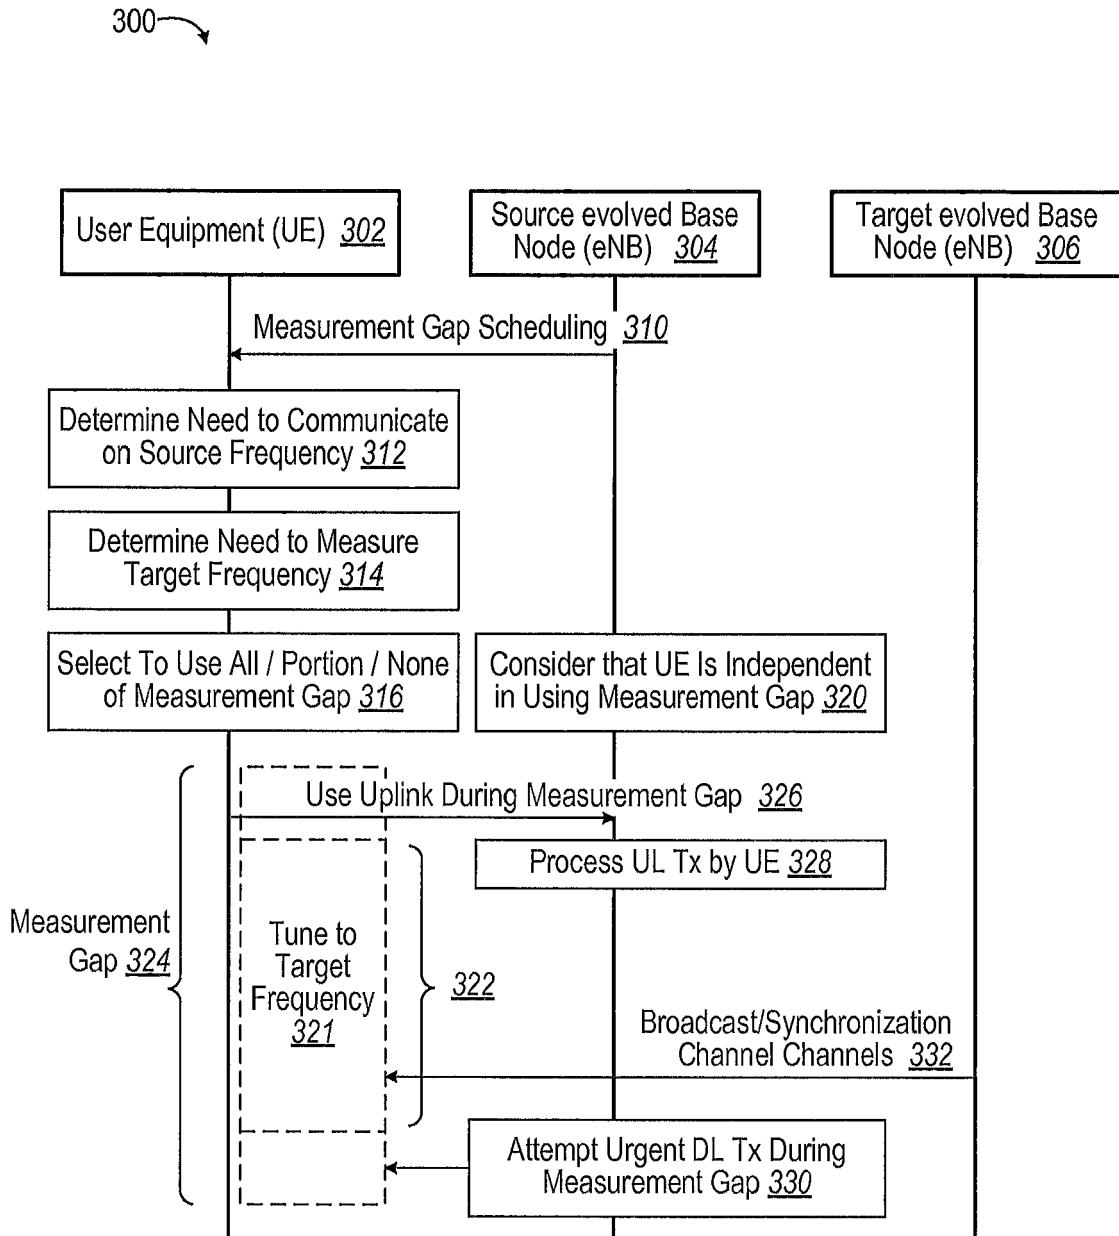 300
User Equipment (UE) 302
Source evolved Base
Node (eNB) 304
Target evolved Base
Node (eNB) 306
Measurement Gap Scheduling 310
Determine Need to Communicate
on Source Frequency 312
Determine Need to Measure
Target Frequency 314
Select To Use All / Portion / None
of Measurement Gap 316
Consider that UE Is Independent
in Using Measurement Gap 320
Use Uplink During Measurement Gap 326
Process UL Tx by UE 328
Measurement
Gap 324
Tune to
Target
Frequency
321
322
Broadcast/Synchronization
Channel Channels 332
Attempt Urgent DL Tx During
Measurement Gap 330